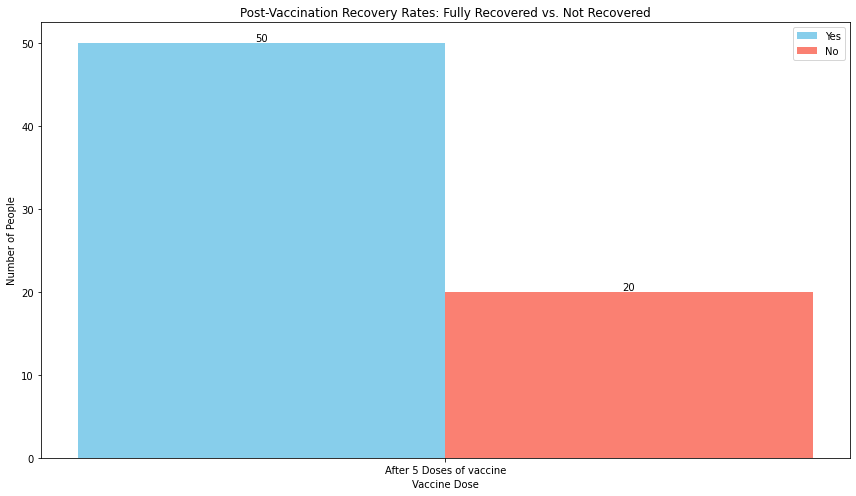 Post-Vaccination Recovery Rates: Fully Recovered vs. Not Recovered
Yes
No
50
20
Number of People
50
40
30
20
10
0
After 5 Doses of vaccine
Vaccine Dose